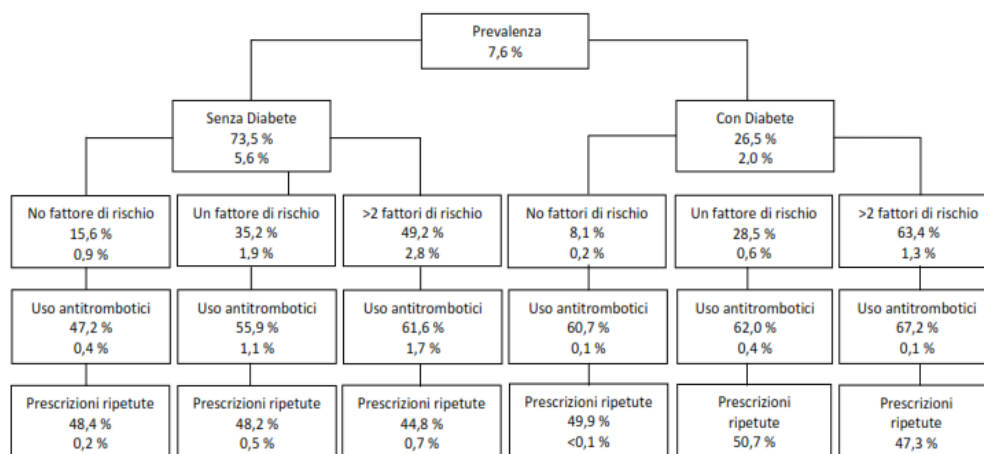 Prevalenza
7,6 %
Senza Diabete
73,5 %
5,6 %
Con Diabete
26,5 %
2,0 %
No fattore di rischio
15,6 %
0,9 %
Un fattore di rischio
35,2 %
1,9 %
>2 fattori di rischio
49,2 %
2,8 %
No fattori di rischio
8,1 %
0,2 %
Un fattore di rischio
28,5 %
0,6 %
>2 fattori di rischio
63,4 %
1,3 %
Uso antitrombotici
47,2 %
0,4 %
Uso antitrombotici
55,9 %
1,1 %
Uso antitrombotici
61,6 %
1,7 %
Uso antitrombotici
60,7 %
0,1 %
Uso antitrombotici
62,0 %
0,4 %
Uso antitrombotici
67,2 %
0,1 %
Prescrizioni ripetute
48,4 %
0,2 %
Prescrizioni ripetute
48,2 %
0,5 %
Prescrizioni ripetute
44,8 %
0,7 %
Prescrizioni ripetute
49,9 %
<0,1 %
Prescrizioni
ripetute
50,7 %
Prescrizioni
ripetute
47,3 %